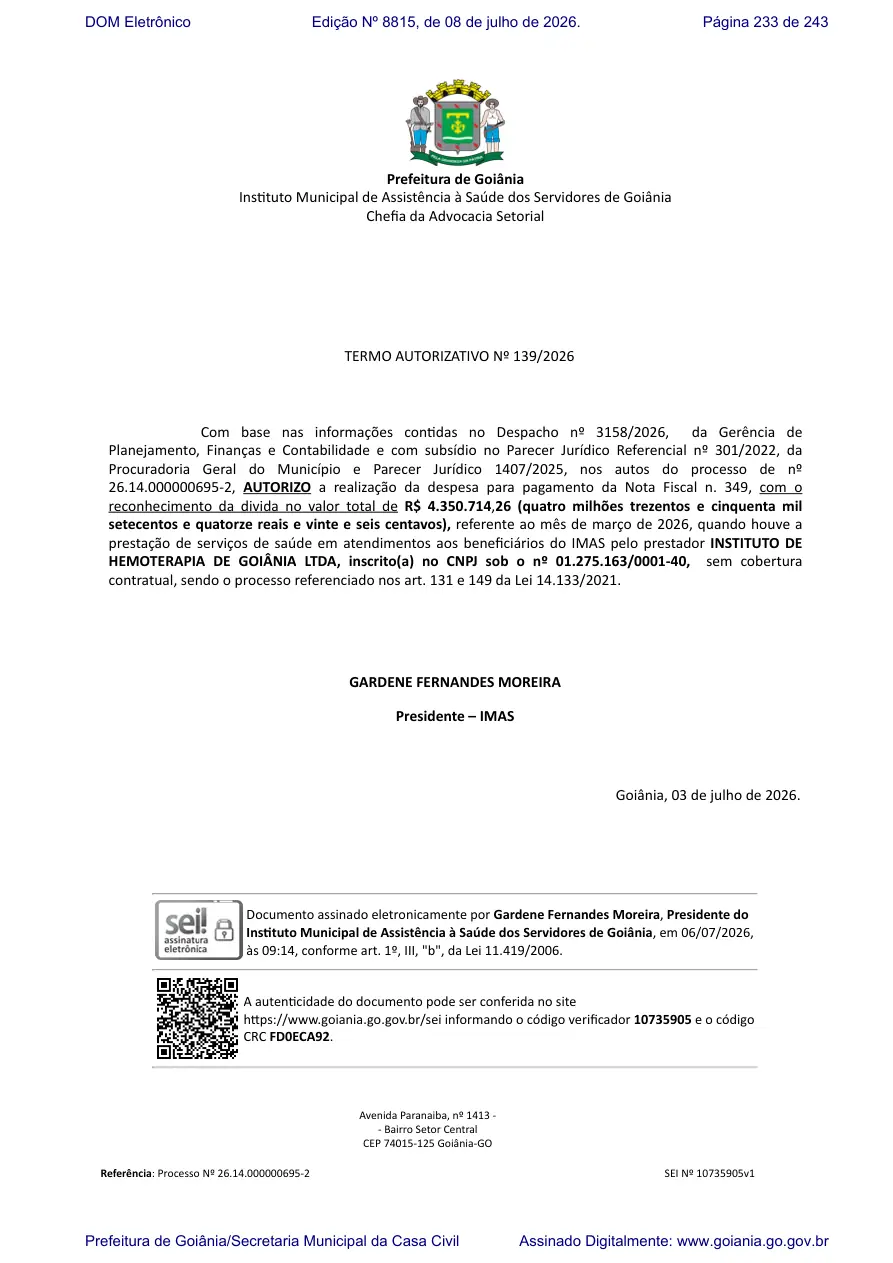 DOM Eletrônico Edição Nº 8815, de 08 de julho de 2026. Página 233 de 243
PELA GRANDEZA DA PÁTRIA
Prefeitura de Goiânia
Instituto Municipal de Assistência à Saúde dos Servidores de Goiânia
Chefia da Advocacia Setorial
TERMO AUTORIZATIVO Nº 139/2026
Com base nas informações contidas no Despacho nº 3158/2026, da Gerência de
Planejamento, Finanças e Contabilidade e com subsídio no Parecer Jurídico Referencial nº 301/2022, da
Procuradoria Geral do Município e Parecer Jurídico 1407/2025, nos autos do processo de nº
26.14.000000695-2, AUTORIZO a realização da despesa para pagamento da Nota Fiscal n. 349, com o
reconhecimento da divida no valor total de R$ 4.350.714,26 (quatro milhões trezentos e cinquenta mil
setecentos e quatorze reais e vinte e seis centavos), referente ao mês de março de 2026, quando houve a
prestação de serviços de saúde em atendimentos aos beneficiários do IMAS pelo prestador INSTITUTO DE
HEMOTERAPIA DE GOIÂNIA LTDA, inscrito(a) no CNPJ sob o nº 01.275.163/0001-40, sem cobertura
contratual, sendo o processo referenciado nos art. 131 e 149 da Lei 14.133/2021.
GARDENE FERNANDES MOREIRA
Presidente – IMAS
Goiânia, 03 de julho de 2026.
sei!
assinatura
eletrônica
Documento assinado eletronicamente por Gardene Fernandes Moreira, Presidente do
Instituto Municipal de Assistência à Saúde dos Servidores de Goiânia, em 06/07/2026,
às 09:14, conforme art. 1º, III, "b", da Lei 11.419/2006.
A autenticidade do documento pode ser conferida no site
https://www.goiania.go.gov.br/sei informando o código verificador 10735905 e o código
CRC FD0ECA92.
Avenida Paranaiba, nº 1413 -
- Bairro Setor Central
CEP 74015-125 Goiânia-GO
Referência: Processo Nº 26.14.000000695-2 SEI Nº 10735905v1
Prefeitura de Goiânia/Secretaria Municipal da Casa Civil Assinado Digitalmente: www.goiania.go.gov.br